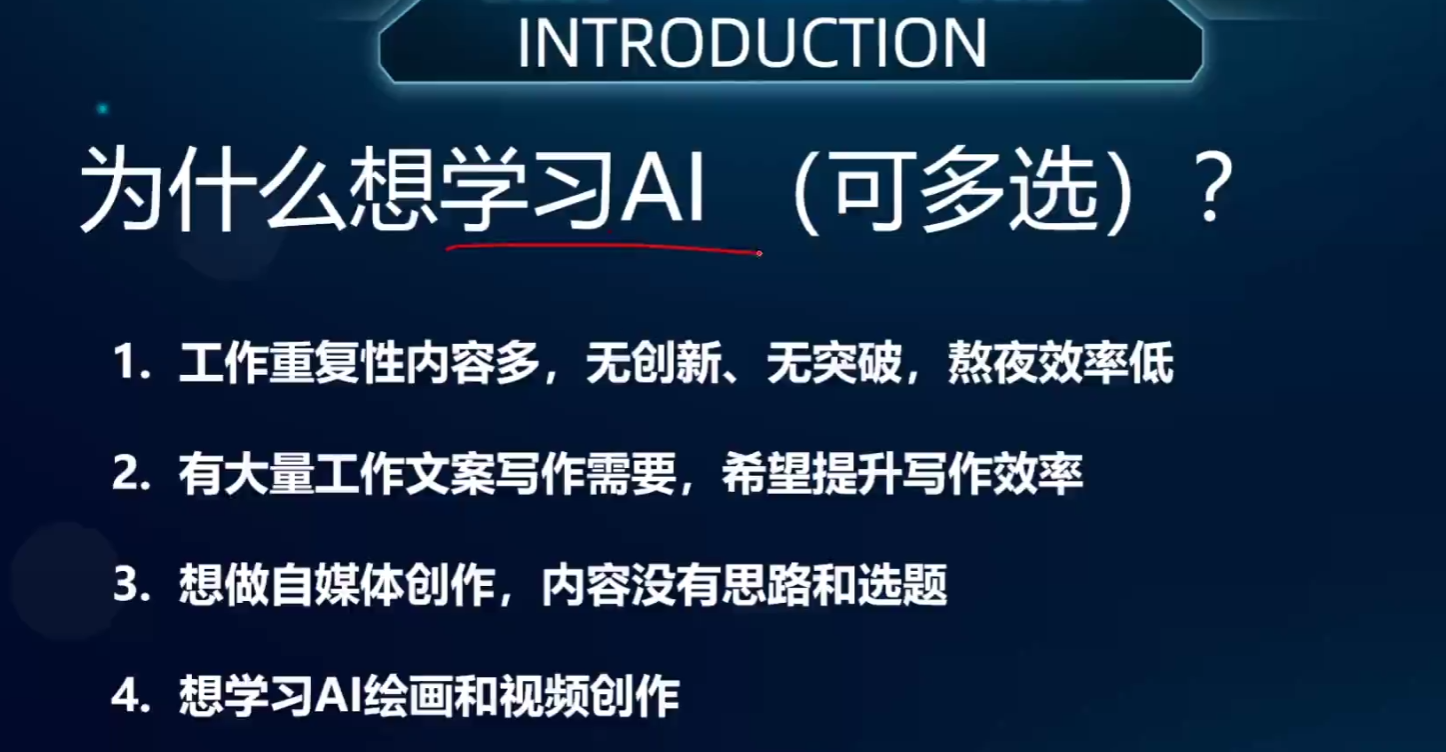 INTRODUCTION
为什么想学习AI （可多选）？
1. 工作重复性内容多，无创新、无突破，熬夜效率低
2. 有大量工作文案写作需要，希望提升写作效率
3. 想做自媒体创作，内容没有思路和选题
4. 想学习AI绘画和视频创作